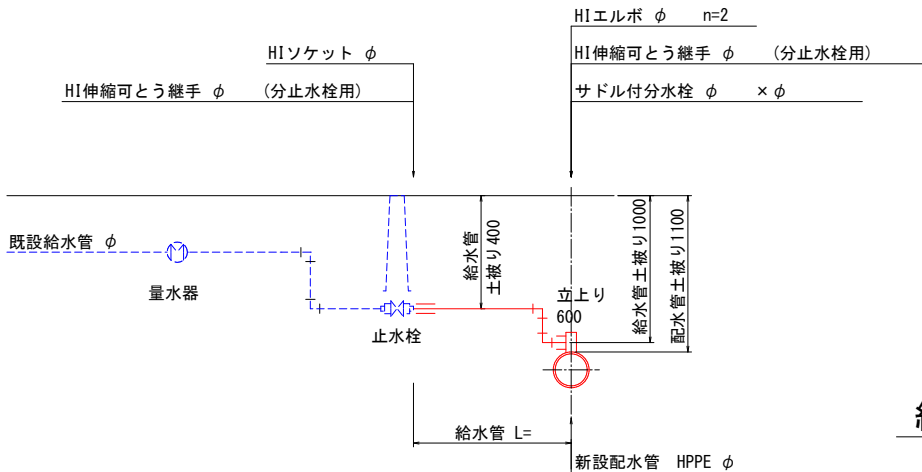 HIエルボ φ n=2
HIソケット φ
HI伸縮可とう継手 φ (分止水栓用)
HI伸縮可とう継手 φ (分止水栓用)
サドル付分水栓 φ ×φ
既設給水管 φ
量水器
止水栓
給水管
土被り400
立上り
600
給水管土被り1000
配水管土被り1100
給水管 L=
新設配水管 HPPE φ